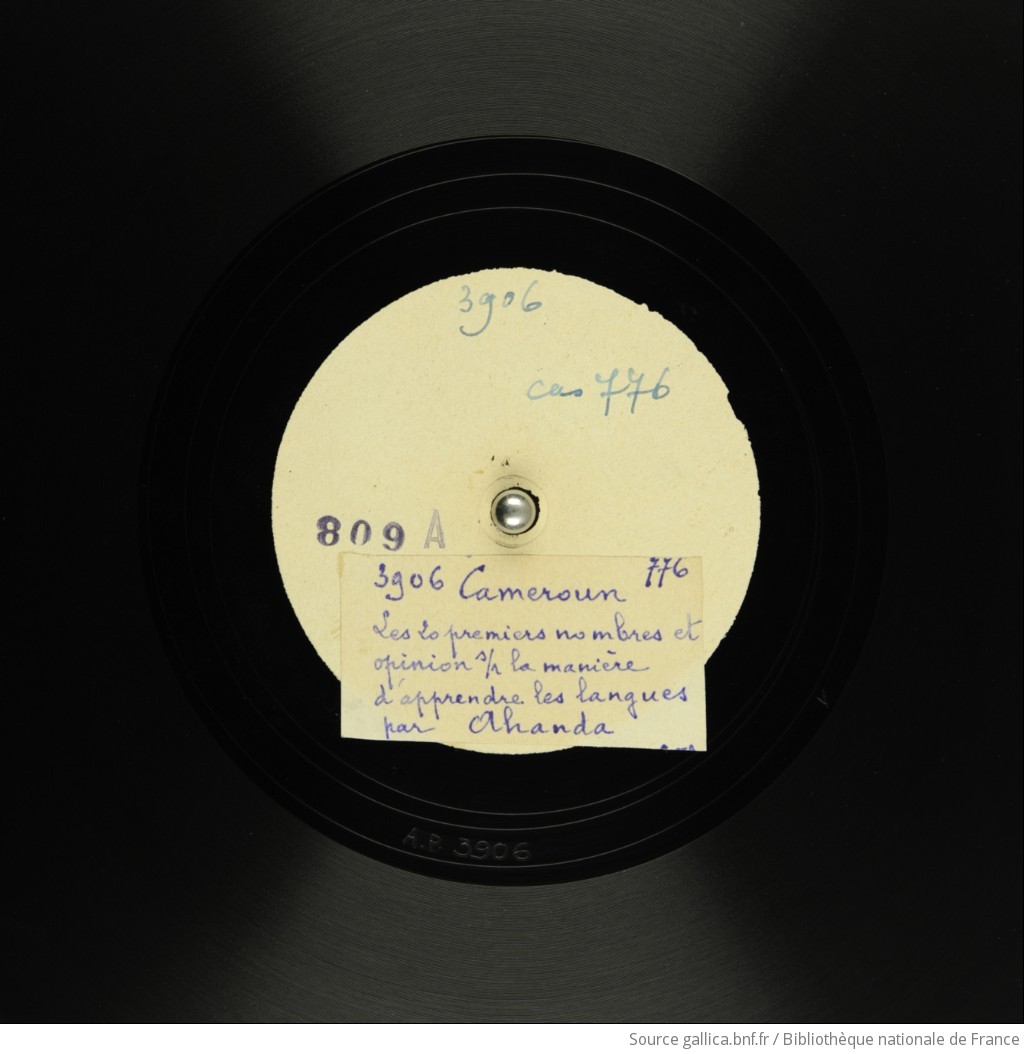 3906
cas 776
809 A
3906 Cameroun 776
Les 20 premiers nombres et
opinion s/r la manière
d'apprendre les langues
par Ahanda
A.P. 3906
Source gallica.bnf.fr / Bibliothèque nationale de France